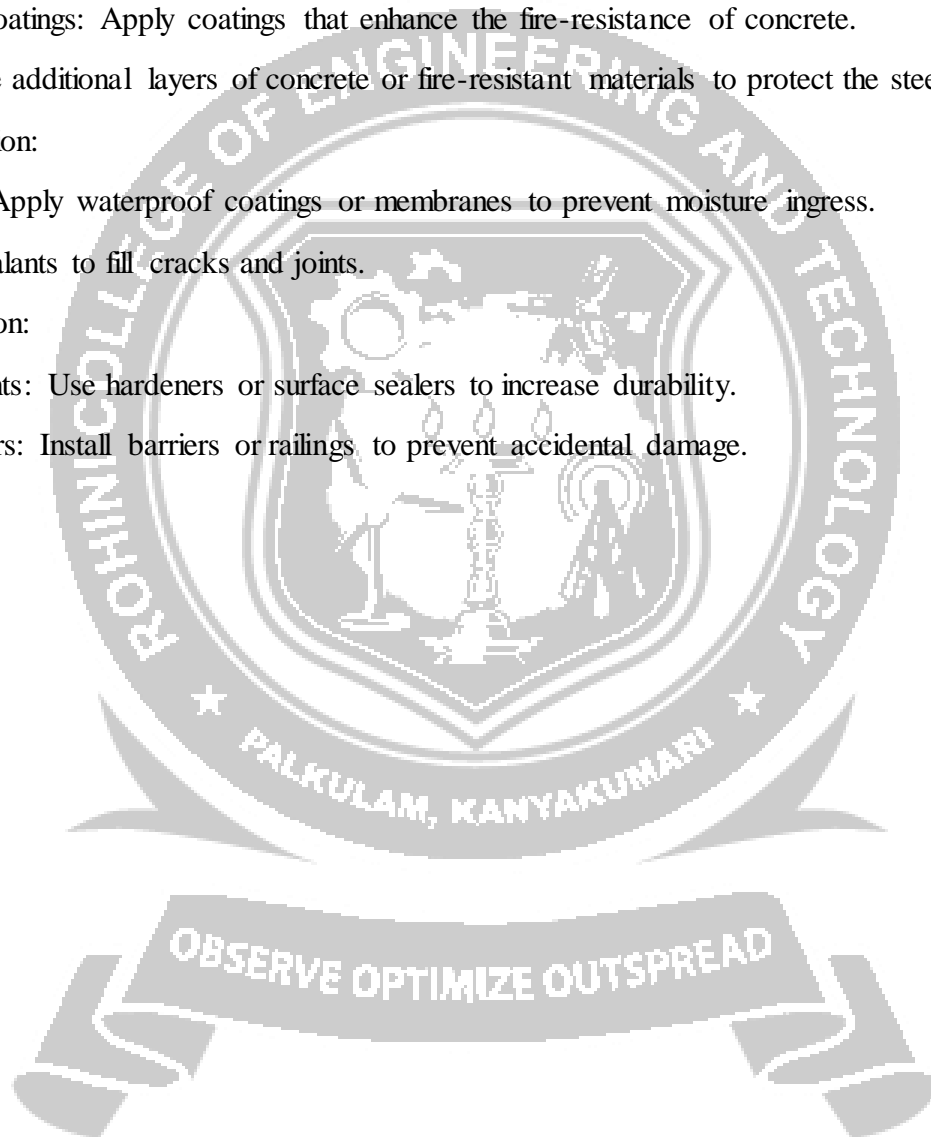 oatings: Apply coatings that enhance the fire-resistance of concrete.
additional layers of concrete or fire-resistant materials to protect the stee
on:
Apply waterproof coatings or membranes to prevent moisture ingress.
alants to fill cracks and joints.
on:
nts: Use hardeners or surface sealers to increase durability.
rs: Install barriers or railings to prevent accidental damage.
ROHINI COLLEGE OF ENGINEERING AND TECHNOLOGY
PALKULAM, KANYAKUMARI
OBSERVE OPTIMIZE OUTSPREAD